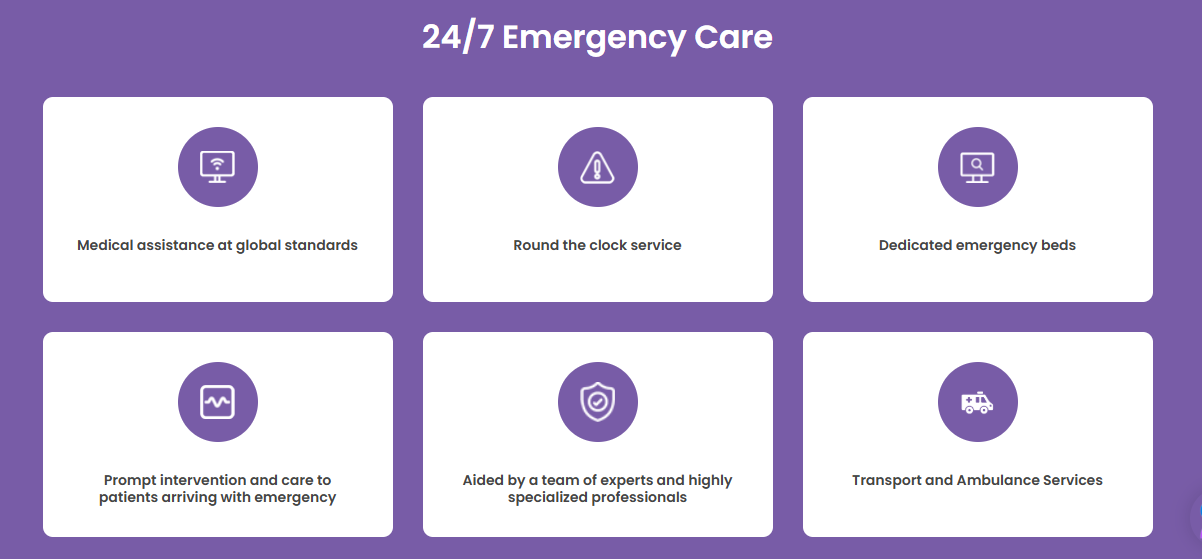 24/7 Emergency Care
Medical assistance at global standards
Round the clock service
Dedicated emergency beds
Prompt intervention and care to
patients arriving with emergency
Aided by a team of experts and highly
specialized professionals
Transport and Ambulance Services